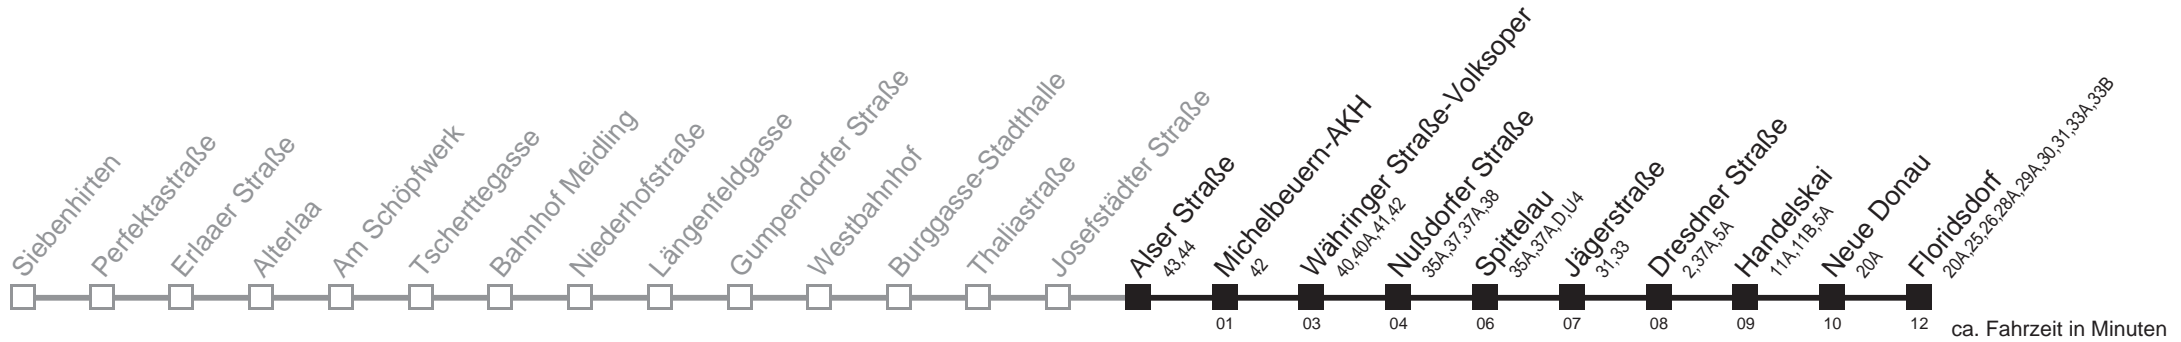 Siebenhirten
Perfektastraße
Erlaaer Straße
Alterlaa
Am Schöpfwerk
Tscherttegasse
Bahnhof Meidling
Niederhofstraße
Längenfeldgasse
Gumpendorfer Straße
Westbahnhof
Burggasse-Stadthalle
Thaliastraße
Josefstädter Straße
Alser Straße
43,44
Michelbeuern-AKH
42
Währinger Straße-Volksoper
40,40A,41,42
Nußdorfer Straße
35A,37,37A,38
Spittelau
35A,37A,D,U4
Jägerstraße
31,33
Dresdner Straße
2,37A,5A
Handelskai
11A,11B,5A
Neue Donau
20A
Floridsdorf
20A,25,26,28A,29A,30,31,33A,33B
01 03 04 06 07 08 09 10 12
ca. Fahrzeit in Minuten